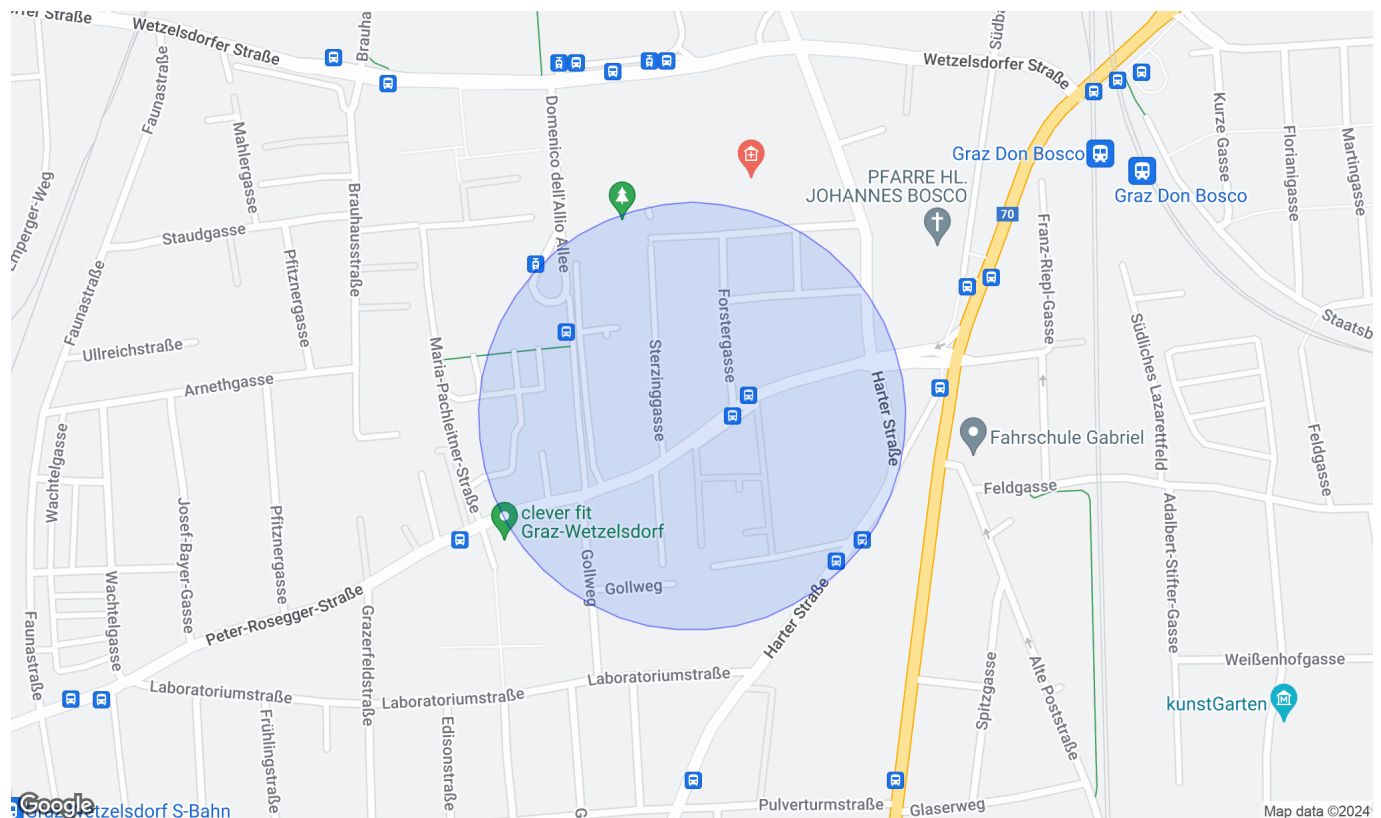 Straße
Wetzelsdorfer Straße
Wetzelsdorfer Straße
Faunastraße
Mahlergasse
Domenico dell'Allio Allee
Kurze Gasse
Florianigasse
Martingasse
Graz Don Bosco
Graz Don Bosco
PFARRE HL.
JOHANNES BOSCO
70
Brauhausstraße
Staudgasse
Pfitznergasse
Franz-Riepl-Gasse
Faunastraße
Ullreichstraße
Arnethgasse
Maria-Pachleitner-Straße
Sterzinggasse
Forstergasse
Harter Straße
Südliches Lazarettfeld
Wachtelgasse
Josef-Bayer-Gasse
Pfitznergasse
Fahrschule Gabriel
Feldgasse
Feldgasse
clever fit
Graz-Wetzelsdorf
Adalbert-Stifter-Gasse
Gollweg
Gollweg
Wachtelgasse
Faunastraße
Peter-Rosegger-Straße
Grazerfeldstraße
Harter Straße
Laboratoriumstraße
Laboratoriumstraße
Laboratoriumstraße
Frühlingstraße
Edisonstraße
Spitzgasse
Alte Poststraße
Weißenhofgasse
kunstGarten
Pulverturmstraße
Glaserweg
Google
Wetzelsdorf S-Bahn
Map data ©2024